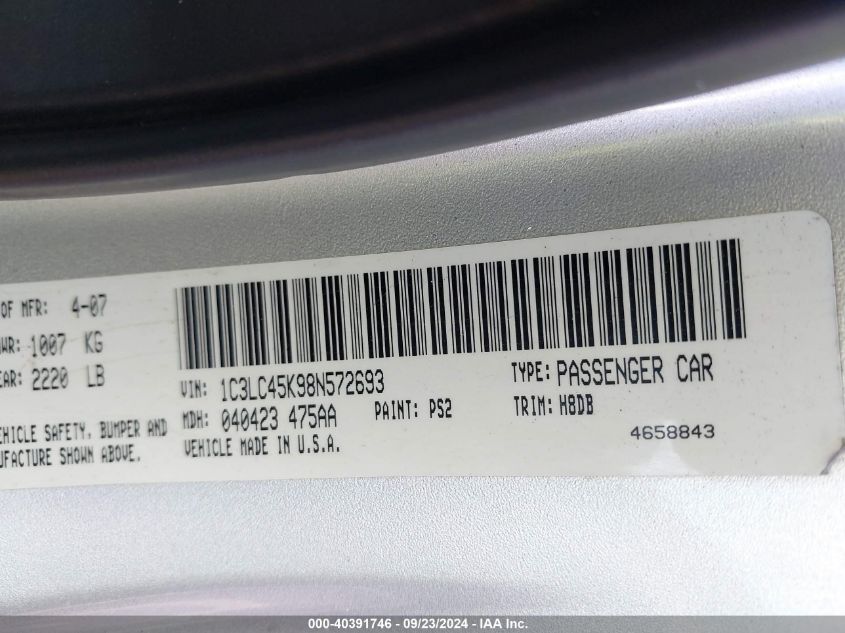 OF MFR: 4-07
WR: 1007 KG
EAR: 2220 LB
EHICLE SAFETY, BUMPER AND
UFACTURE SHOWN ABOVE.
VIN: 1C3LC45K98N572693
TYPE: PASSENGER CAR
MDH: 040423 475AA
PAINT: PS2
TRIM: H8DB
VEHICLE MADE IN U.S.A.
4658843
000-40391746 - 09/23/2024 - IAA Inc.